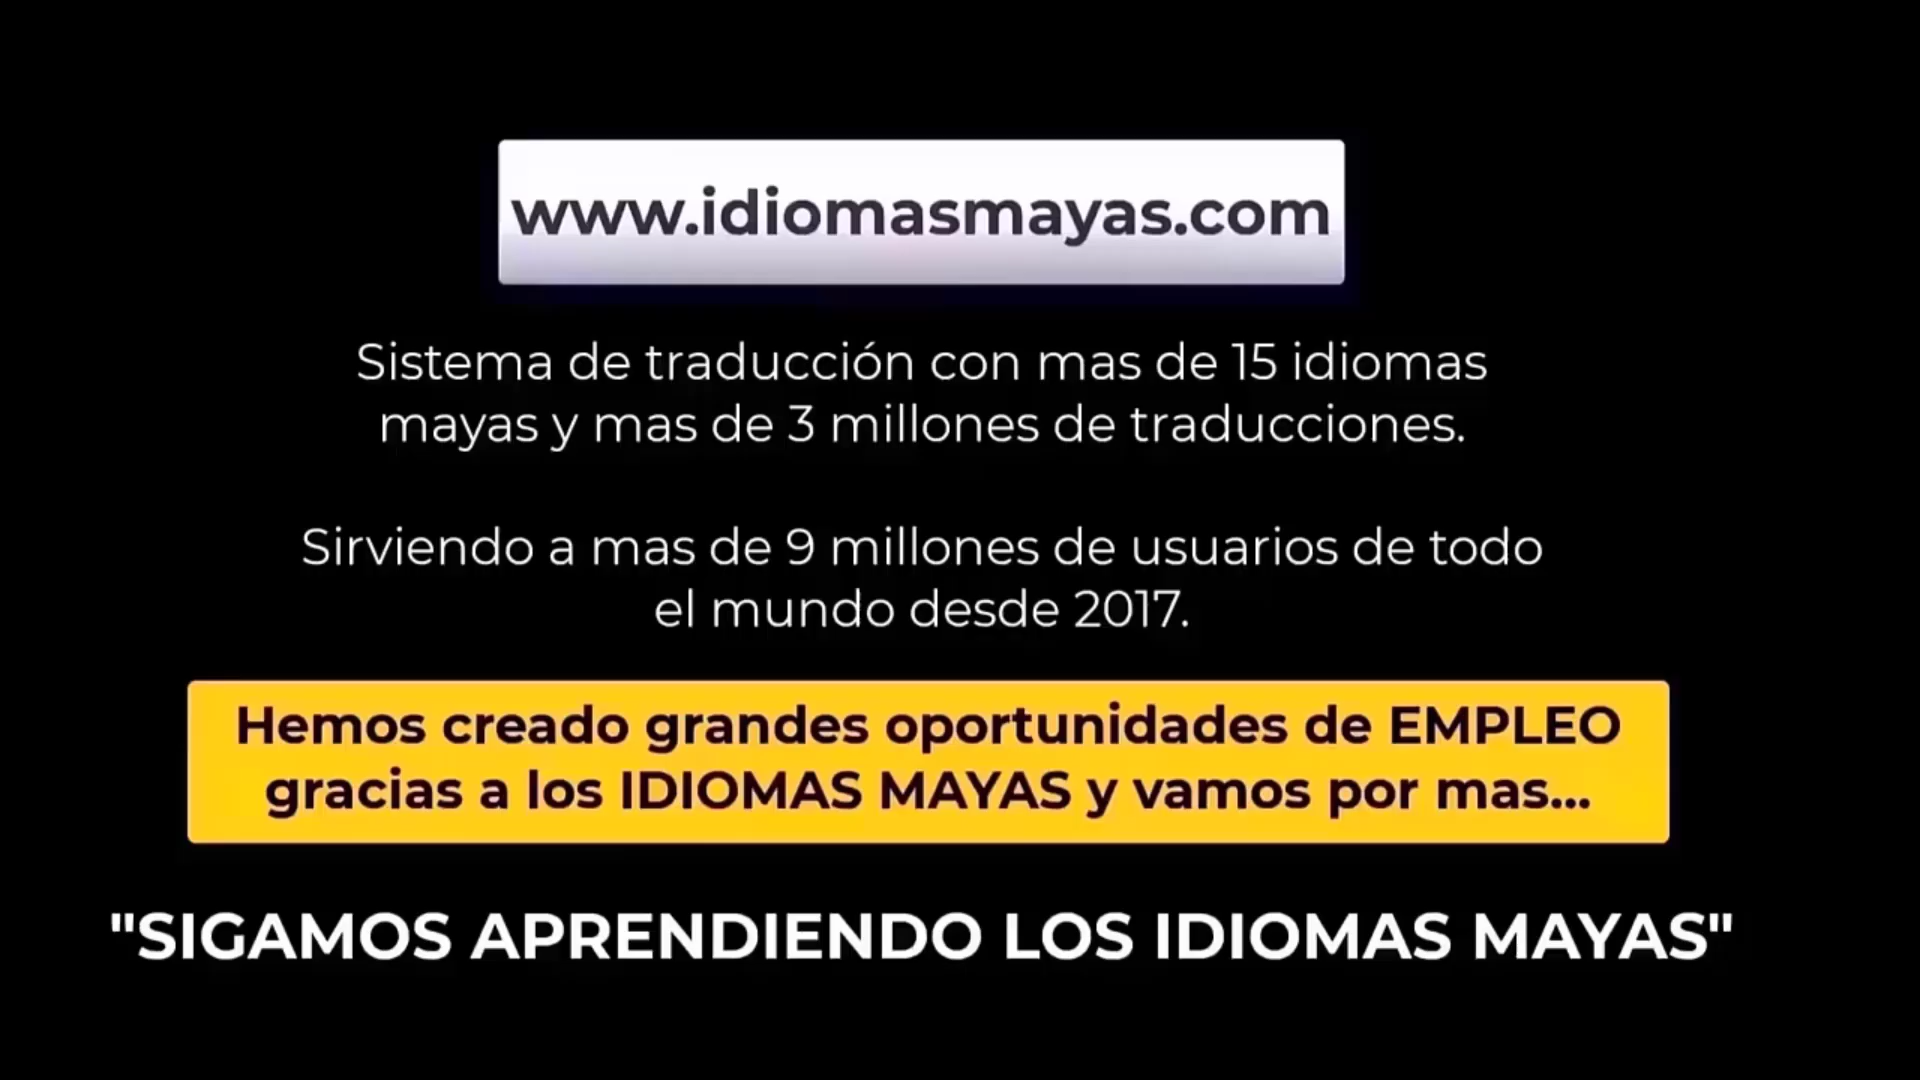 www.idiomasmayas.com
Sistema de traducción con mas de 15 idiomas
mayas y mas de 3 millones de traducciones.
Sirviendo a mas de 9 millones de usuarios de todo
el mundo desde 2017.
Hemos creado grandes oportunidades de EMPLEO
gracias a los IDIOMAS MAYAS y vamos por mas...
"SIGAMOS APRENDIENDO LOS IDIOMAS MAYAS"